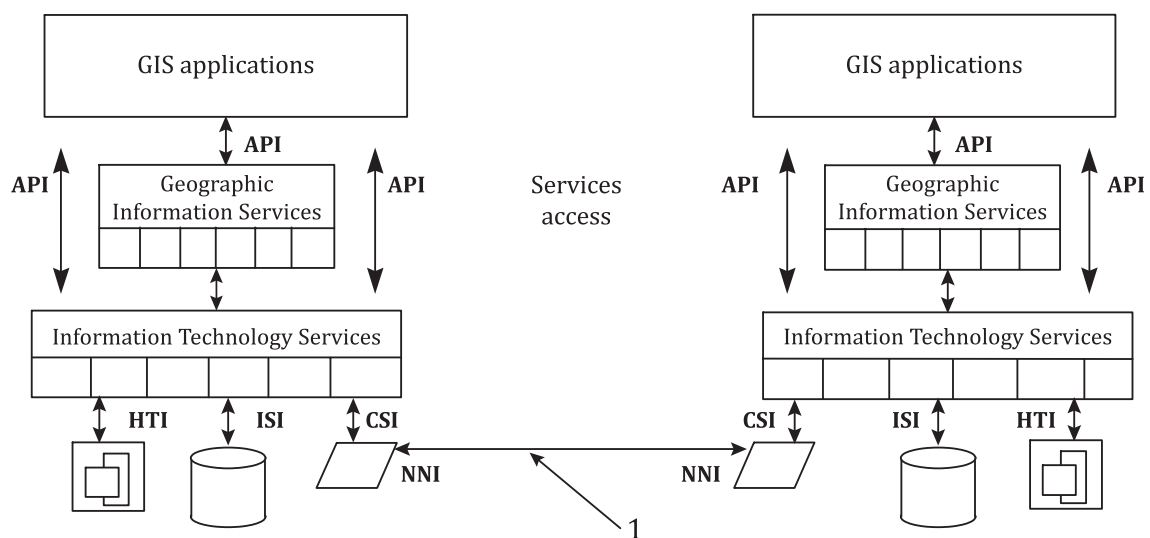 GIS applications
GIS applications
API
API
API
API
API
API
Geographic
Information Services
Services
access
Geographic
Information Services
Information Technology Services
Information Technology Services
HTI
ISI
CSI
CSI
ISI
HTI
NNI
NNI
1